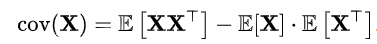 cov(𝐗) = 𝔼 [𝐗𝐗⊤] − 𝔼[𝐗] · 𝔼 [𝐗⊤].